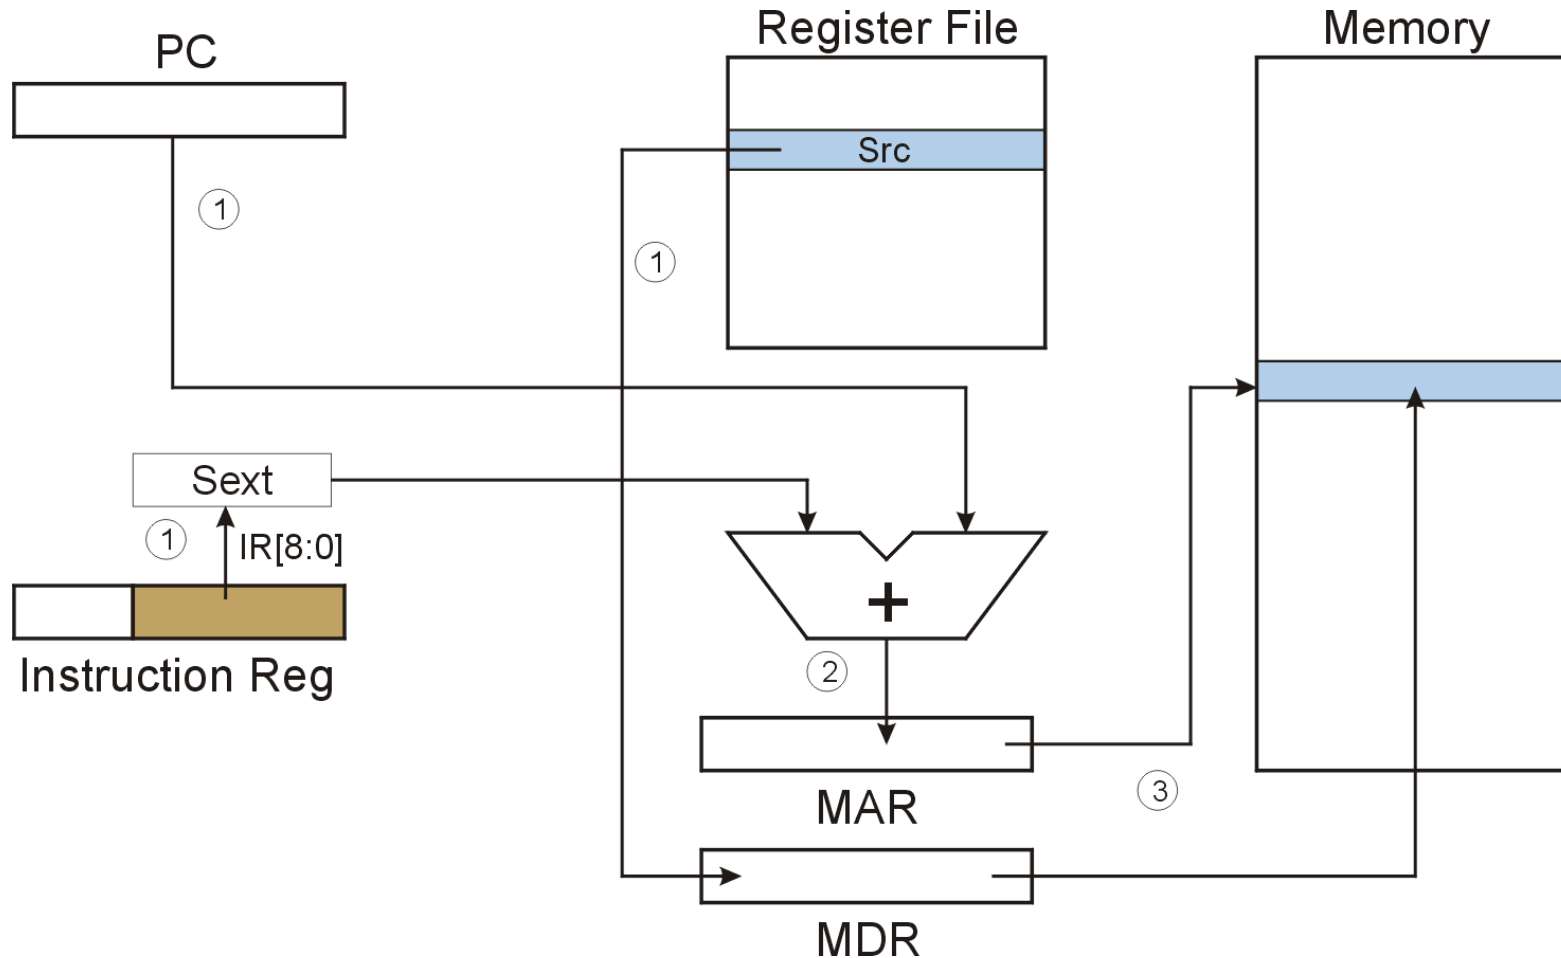 PC
Register File
Memory
Src
1
1
Sext
1
IR[8:0]
+
Instruction Reg
2
MAR
3
MDR